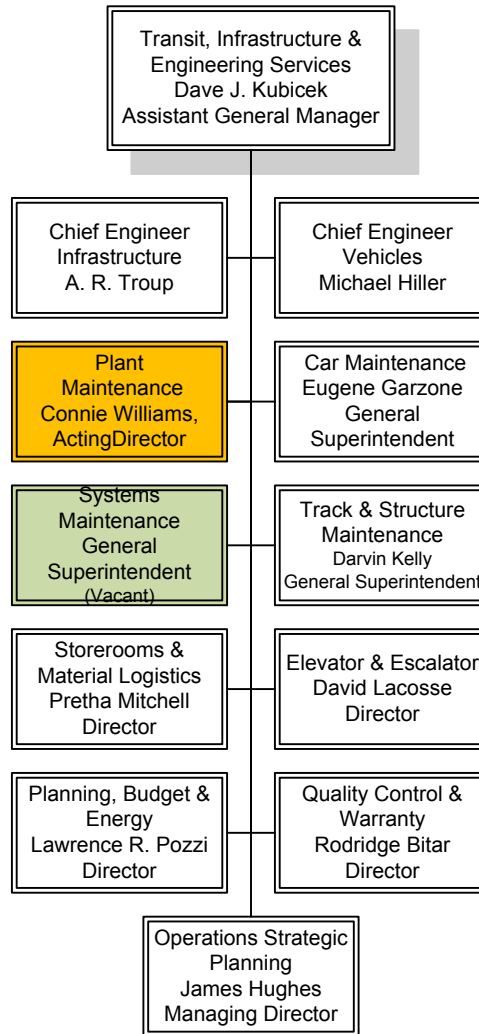 Transit, Infrastructure &
Engineering Services
Dave J. Kubicek
Assistant General Manager
Chief Engineer
Infrastructure
A. R. Troup
Chief Engineer
Vehicles
Michael Hiller
Plant
Maintenance
Connie Williams,
ActingDirector
Car Maintenance
Eugene Garzone
General
Superintendent
Systems
Maintenance
General
Superintendent
(Vacant)
Track & Structure
Maintenance
Darvin Kelly
General Superintendent
Storerooms &
Material Logistics
Pretha Mitchell
Director
Elevator & Escalator
David Lacosse
Director
Planning, Budget &
Energy
Lawrence R. Pozzi
Director
Quality Control &
Warranty
Rodridge Bitar
Director
Operations Strategic
Planning
James Hughes
Managing Director